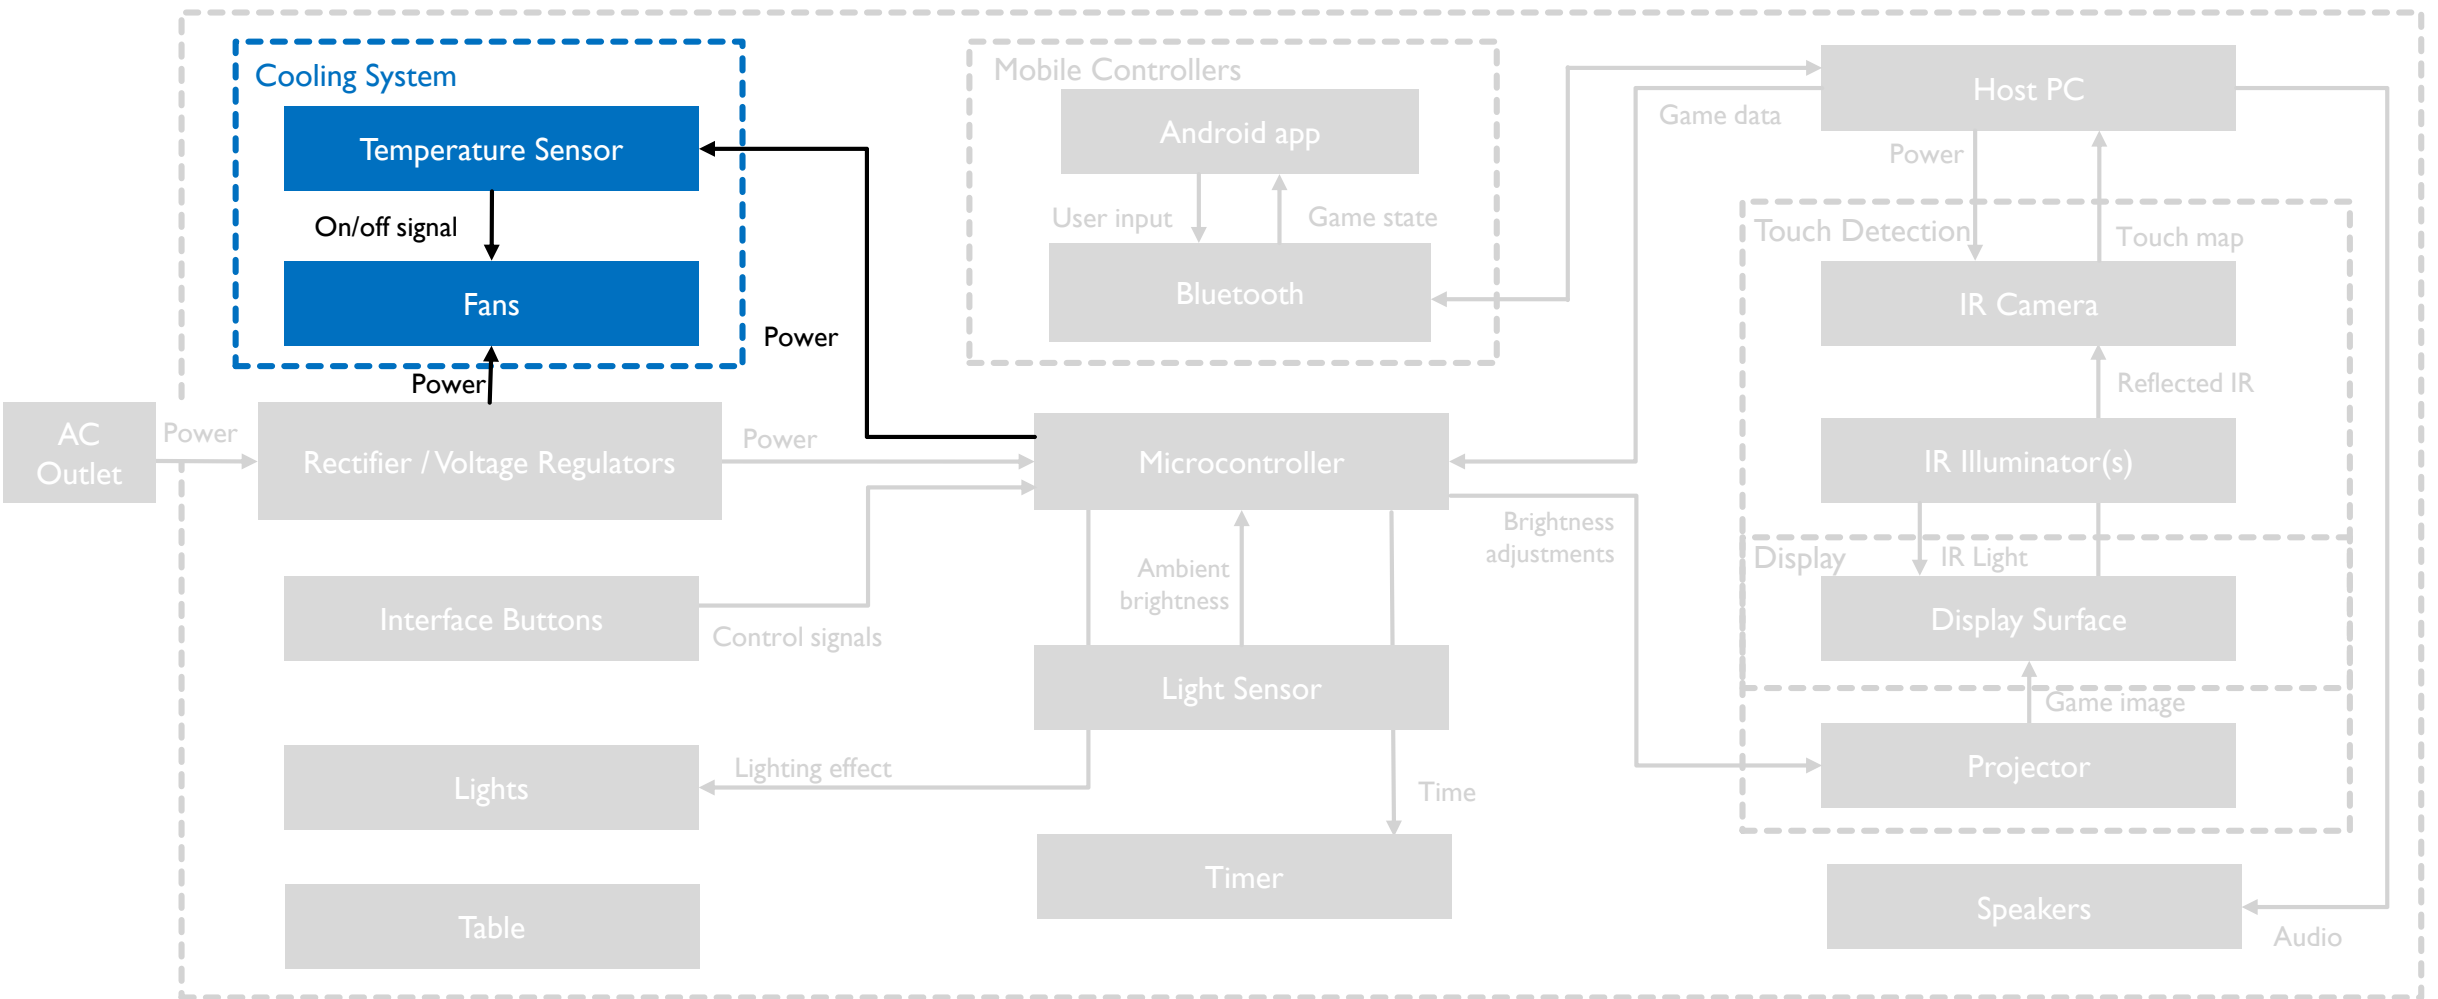 Cooling System
Temperature Sensor
On/off signal
Fans
Power
Power
Mobile Controllers
Android app
User input
Game state
Bluetooth
Host PC
Game data
Power
Touch Detection
Touch map
IR Camera
Reflected IR
IR Illuminator(s)
AC
Outlet
Power
Rectifier / Voltage Regulators
Power
Microcontroller
Brightness
adjustments
Display
IR Light
Display Surface
Interface Buttons
Control signals
Ambient
brightness
Light Sensor
Game image
Projector
Lights
Lighting effect
Time
Timer
Table
Speakers
Audio